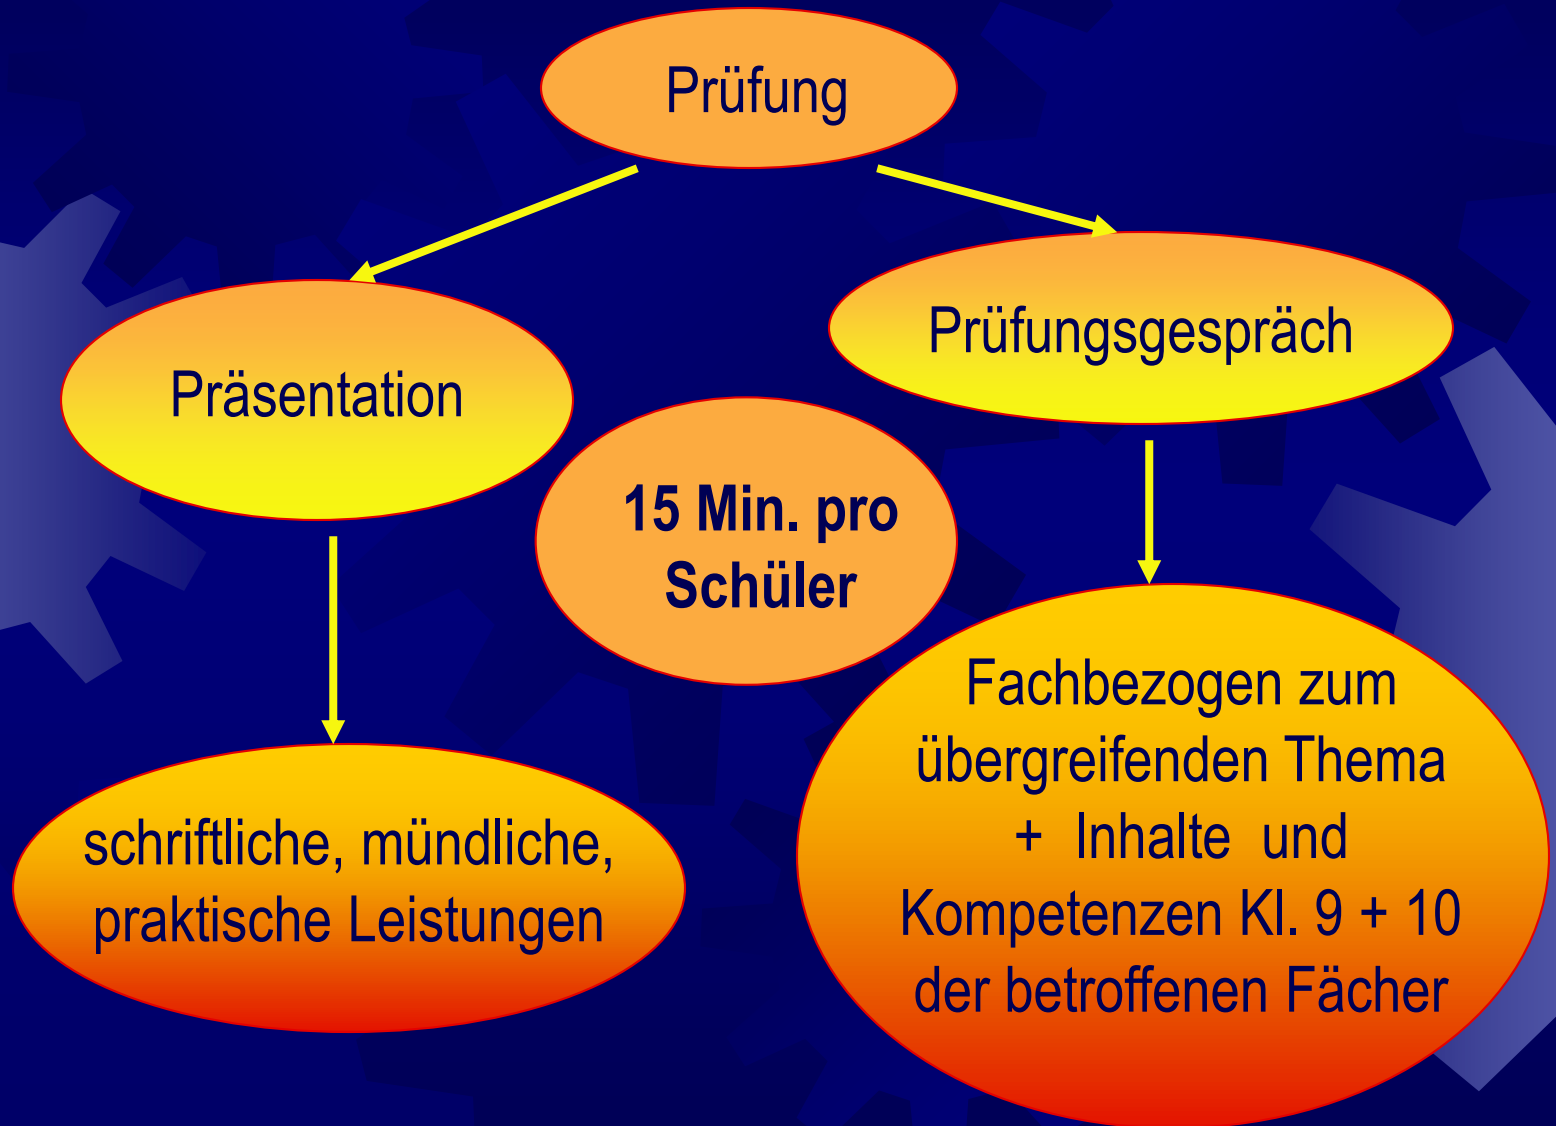 Prüfung
Präsentation
Prüfungsgespräch
15 Min. pro
Schüler
schriftliche, mündliche,
praktische Leistungen
Fachbezogen zum
übergreifenden Thema
+ Inhalte und
Kompetenzen Kl. 9 + 10
der betroffenen Fächer